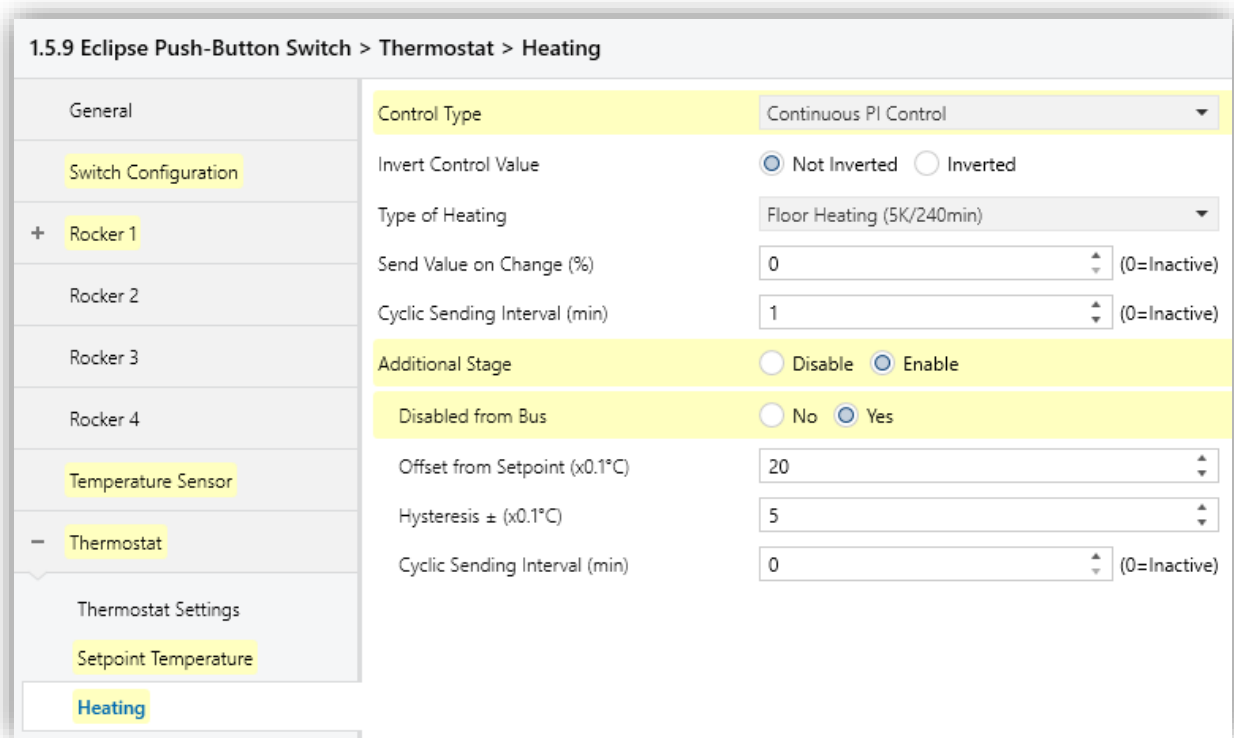 1.5.9 Eclipse Push-Button Switch > Thermostat > Heating
General
Switch Configuration
+ Rocker 1
Rocker 2
Rocker 3
Rocker 4
Temperature Sensor
− Thermostat
Thermostat Settings
Setpoint Temperature
Heating
Control Type Continuous PI Control
Invert Control Value Not Inverted Inverted
Type of Heating Floor Heating (5K/240min)
Send Value on Change (%) 0 (0=Inactive)
Cyclic Sending Interval (min) 1 (0=Inactive)
Additional Stage Disable Enable
Disabled from Bus No Yes
Offset from Setpoint (x0.1°C) 20
Hysteresis ± (x0.1°C) 5
Cyclic Sending Interval (min) 0 (0=Inactive)